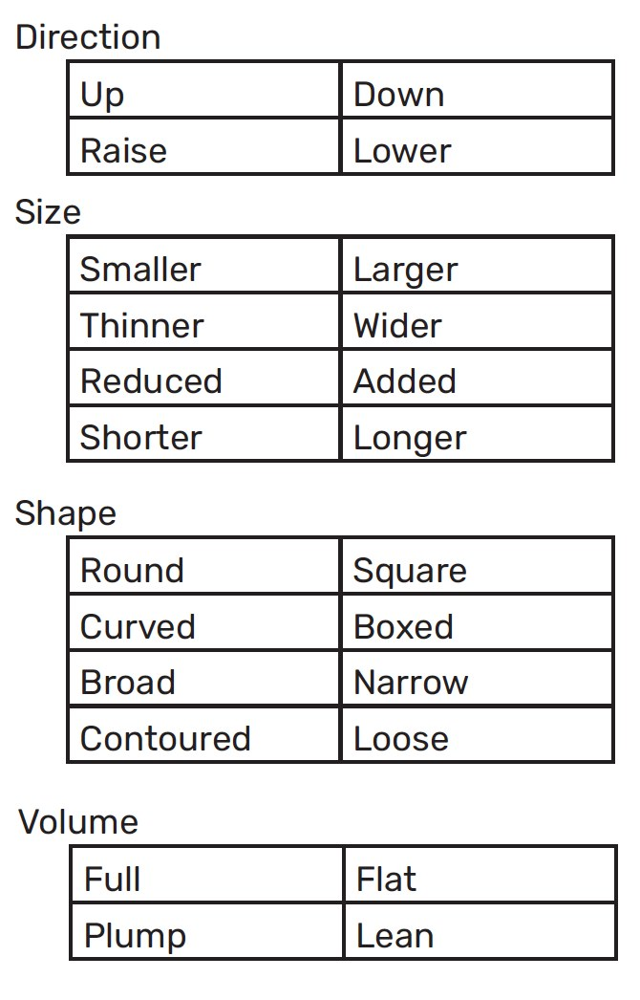 Direction
Up Down
Raise Lower
Size
Smaller Larger
Thinner Wider
Reduced Added
Shorter Longer
Shape
Round Square
Curved Boxed
Broad Narrow
Contoured Loose
Volume
Full Flat
Plump Lean